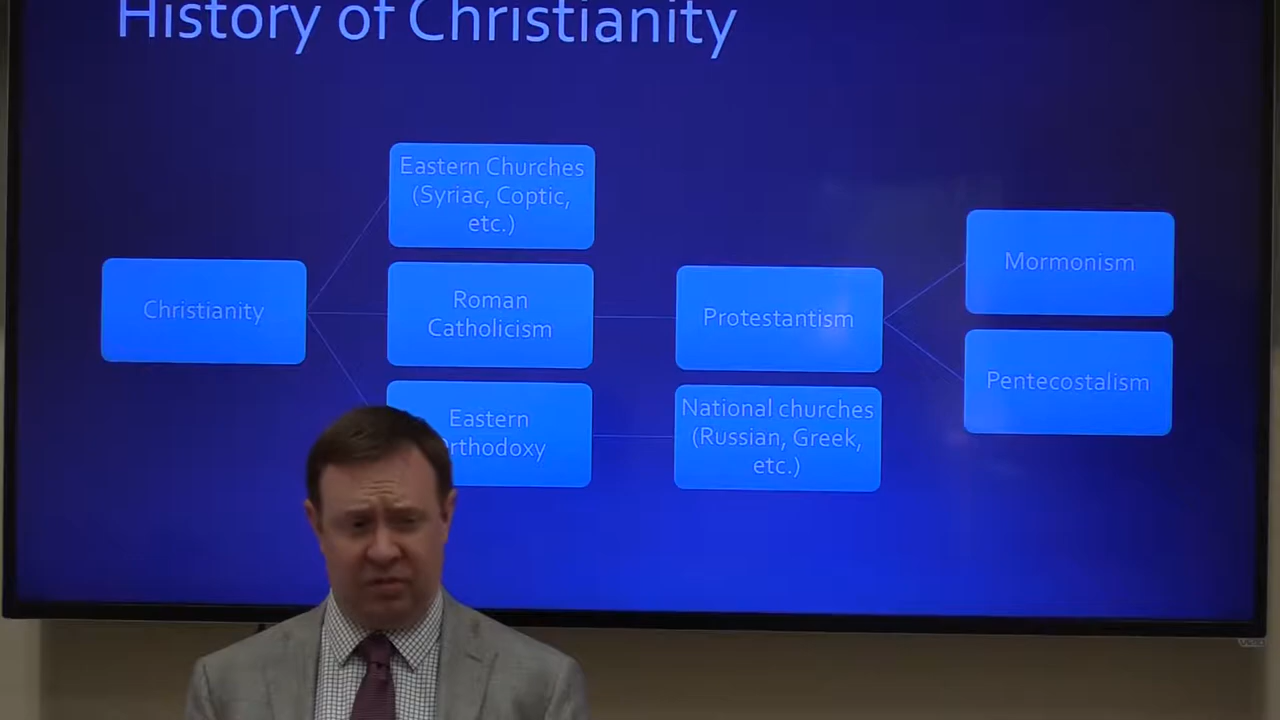 History of Christianity
Christianity
Eastern Churches
(Syriac, Coptic,
etc.)
Roman
Catholicism
Eastern
rthodoxy
Protestantism
National churches
(Russian, Greek,
etc.)
Mormonism
Pentecostalism